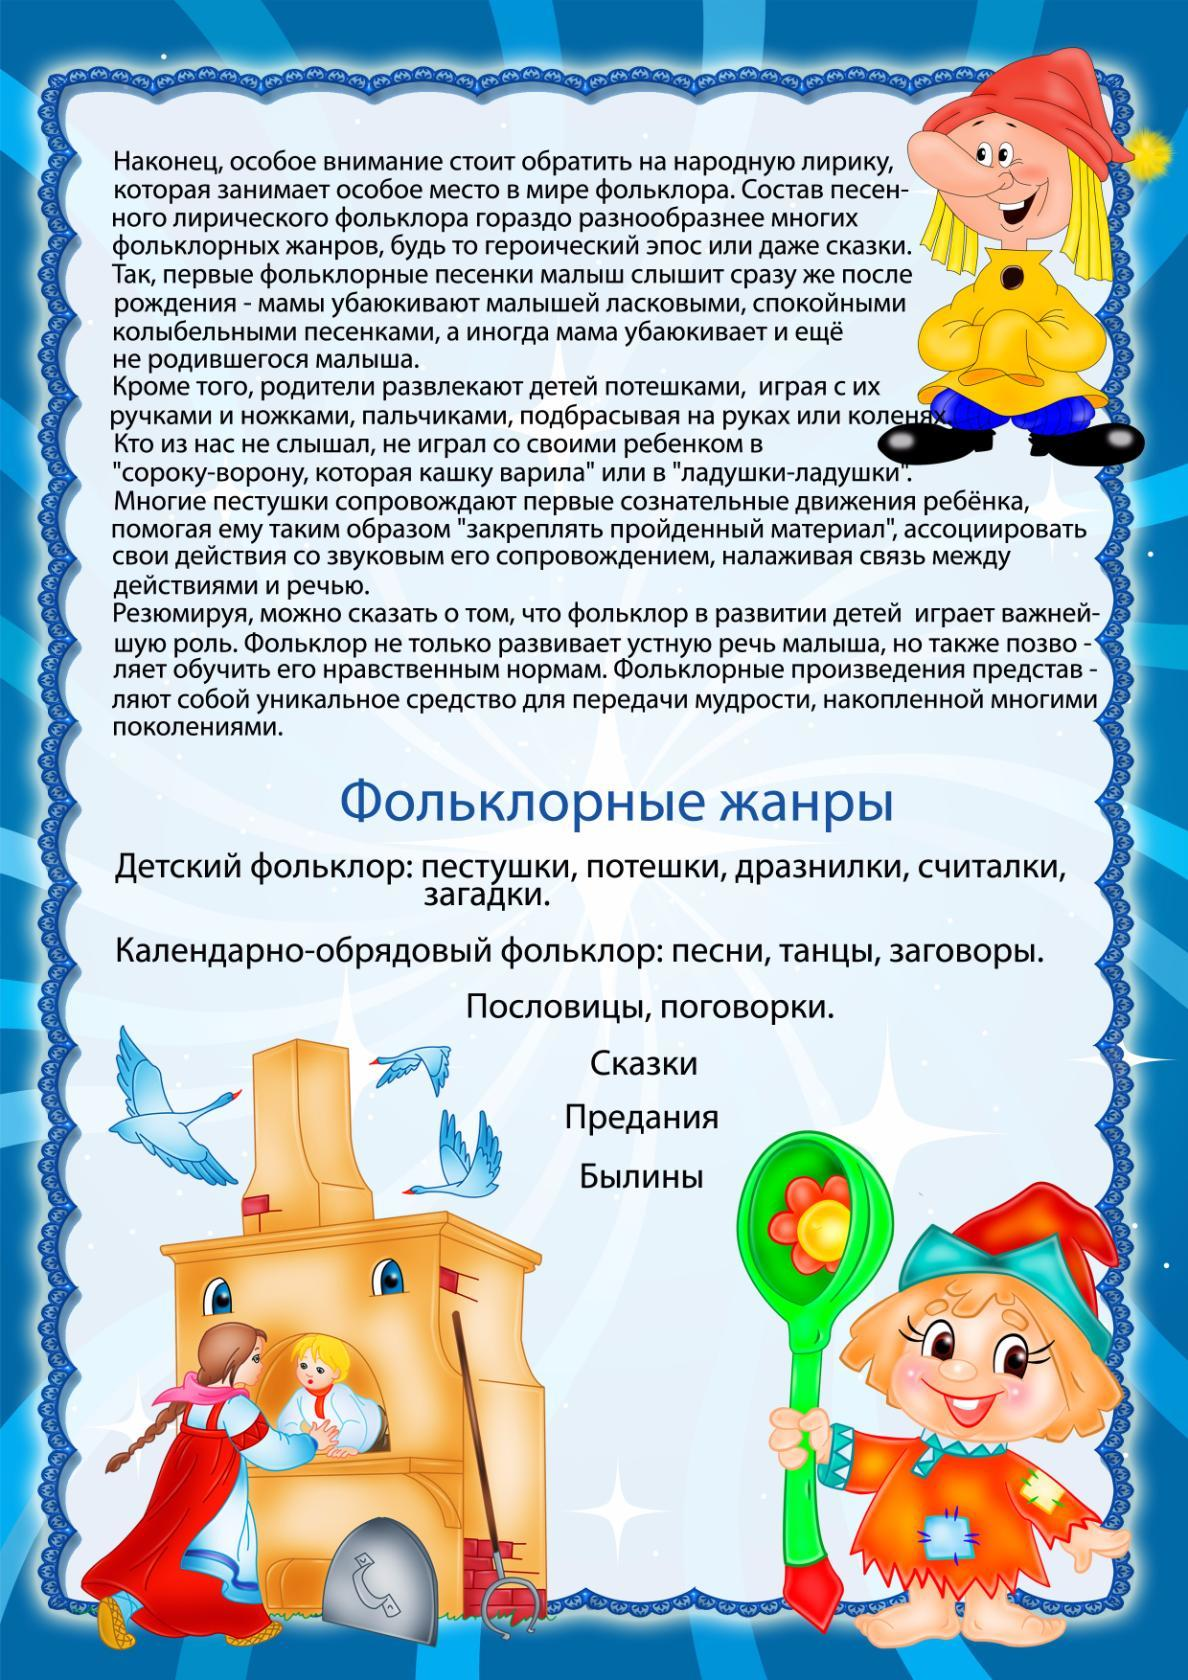 Наконец, особое внимание стоит обратить на народную лирику,
которая занимает особое место в мире фольклора. Состав песен-
ного лирического фольклора гораздо разнообразнее многих
фольклорных жанров, будь то героический эпос или даже сказки.
Так, первые фольклорные песенки малыш слышит сразу же после
рождения - мамы убаюкивают малышей ласковыми, спокойными
колыбельными песенками, а иногда мама убаюкивает и ещё
не родившегося малыша.
Кроме того, родители развлекают детей потешками, играя с их
ручками и ножками, пальчиками, подбрасывая на руках или коленях.
Кто из нас не слышал, не играл со своими ребенком в
"сороку-ворону, которая кашку варила" или в "ладушки-ладушки".
Многие пестушки сопровождают первые сознательные движения ребёнка,
помогая ему таким образом "закреплять пройденный материал", ассоциировать
свои действия со звуковым его сопровождением, налаживая связь между
действиями и речью.
Резюмируя, можно сказать о том, что фольклор в развитии детей играет важней-
шую роль. Фольклор не только развивает устную речь малыша, но также позво -
ляет обучить его нравственным нормам. Фольклорные произведения представ -
ляют собой уникальное средство для передачи мудрости, накопленной многими
поколениями.
Фольклорные жанры
Детский фольклор: пестушки, потешки, дразнилки, считалки,
загадки.
Календарно-обрядовый фольклор: песни, танцы, заговоры.
Пословицы, поговорки.
Сказки
Предания
Былины